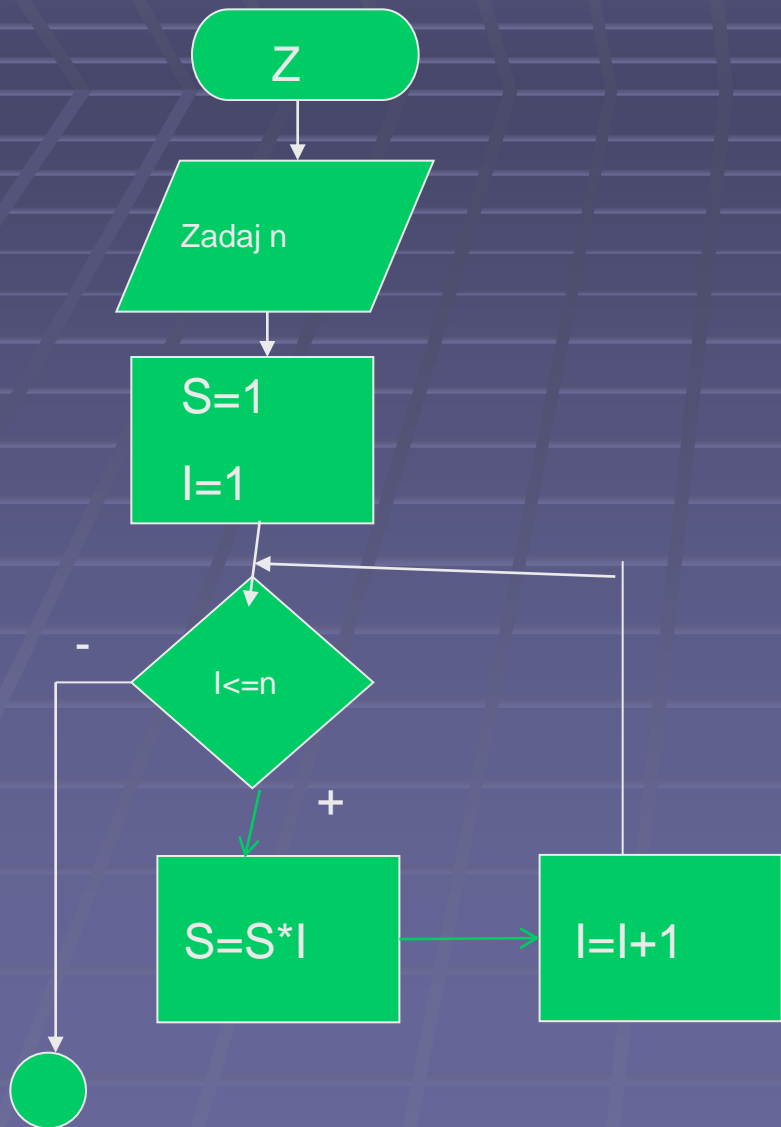 Z
Zadaj n
S=1
I=1
-
I<=n
+
S=S*I
I=I+1